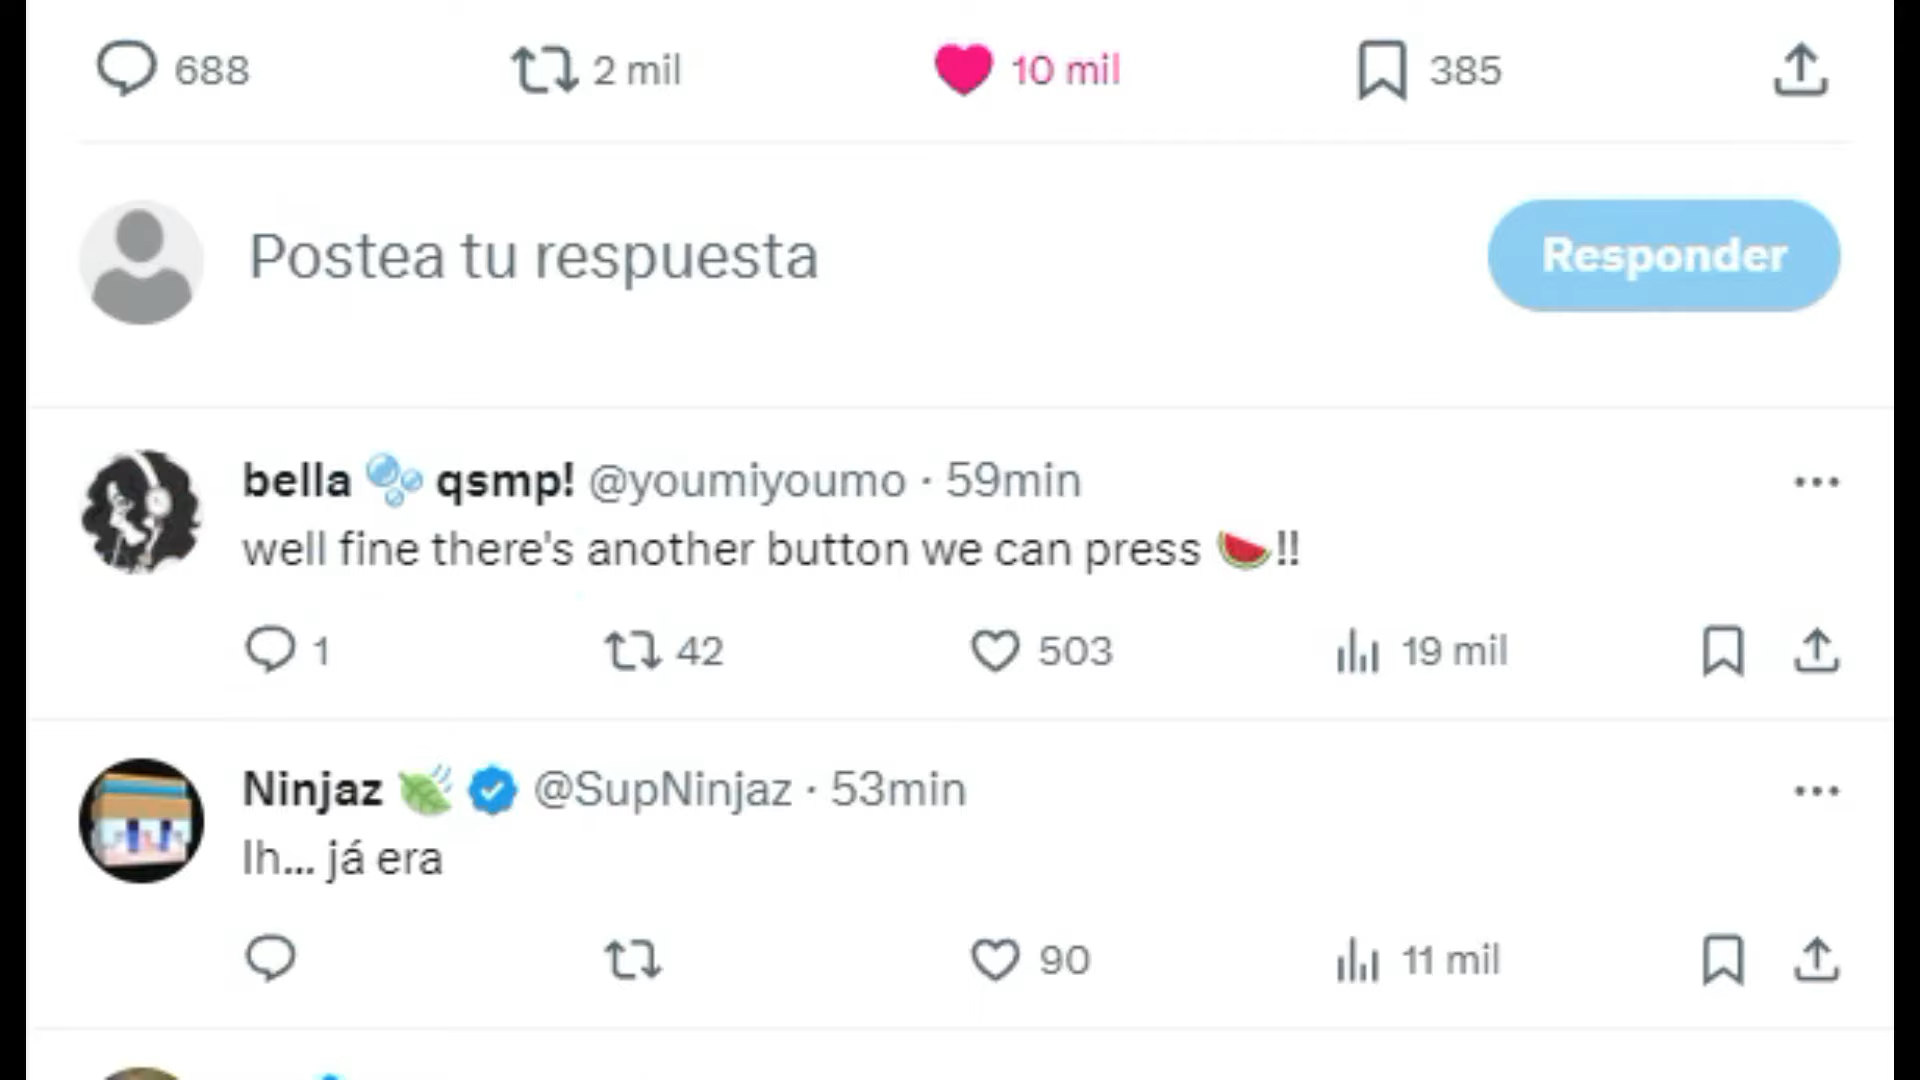 688 2 mil 10 mil 385
Postea tu respuesta Responder
bella 🫧 qsmp! @youmiyoumo · 59min
well fine there's another button we can press 🍉!!
1 42 503 19 mil
Ninjaz 🍃 @SupNinjaz · 53min
Ih... já era
90 11 mil